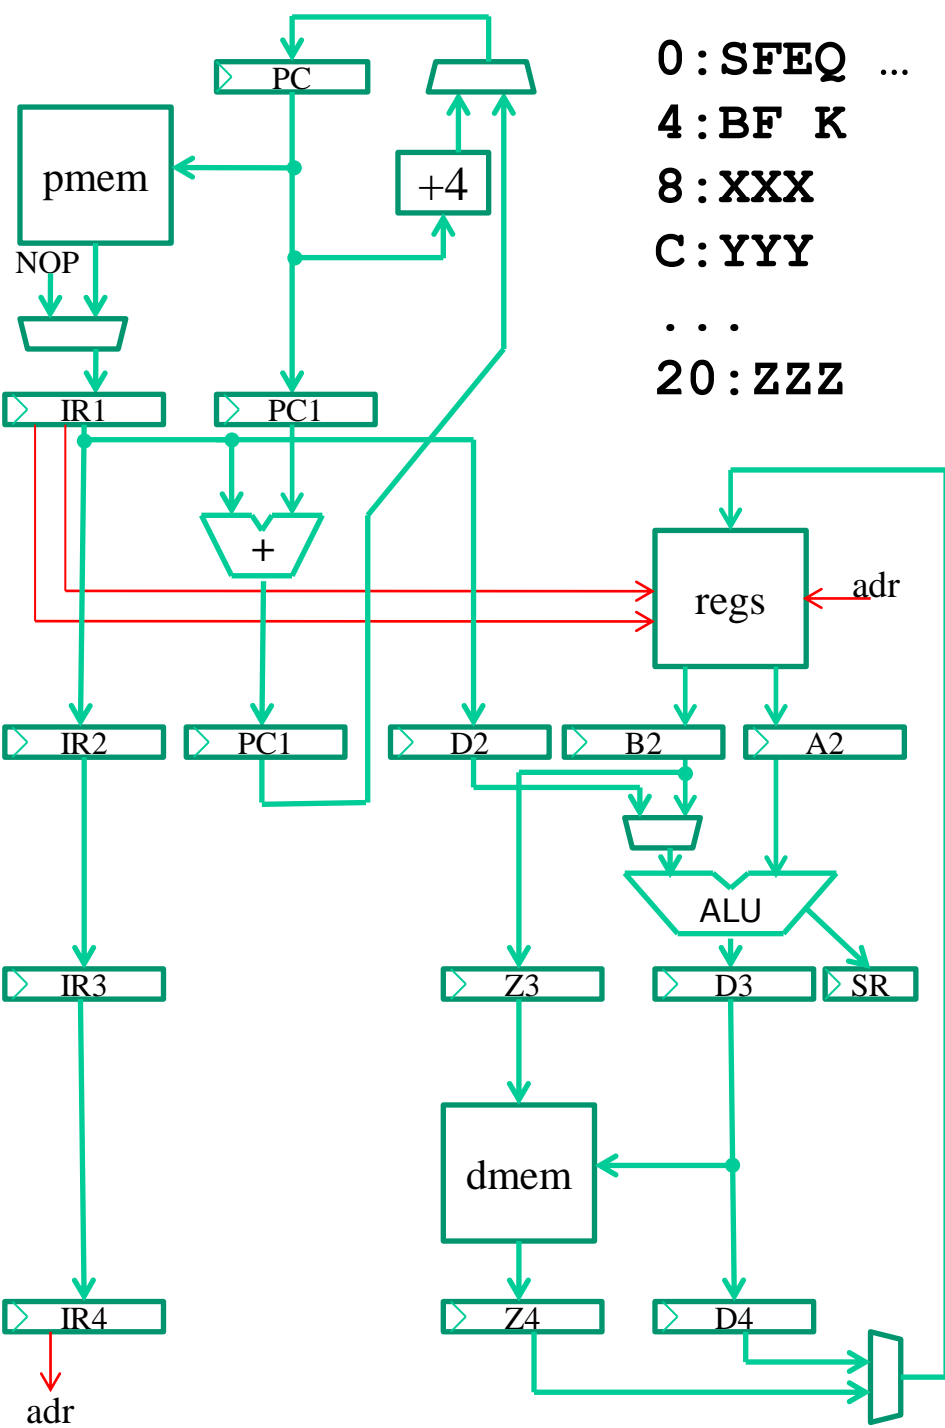 PC
0:SFEQ …
4:BF K
8:XXX
C:YYY
...
20:ZZZ
pmem
+4
NOP
IR1
PC1
+
regs
adr
IR2
PC1
D2
B2
A2
ALU
IR3
Z3
D3
SR
dmem
IR4
Z4
D4
adr